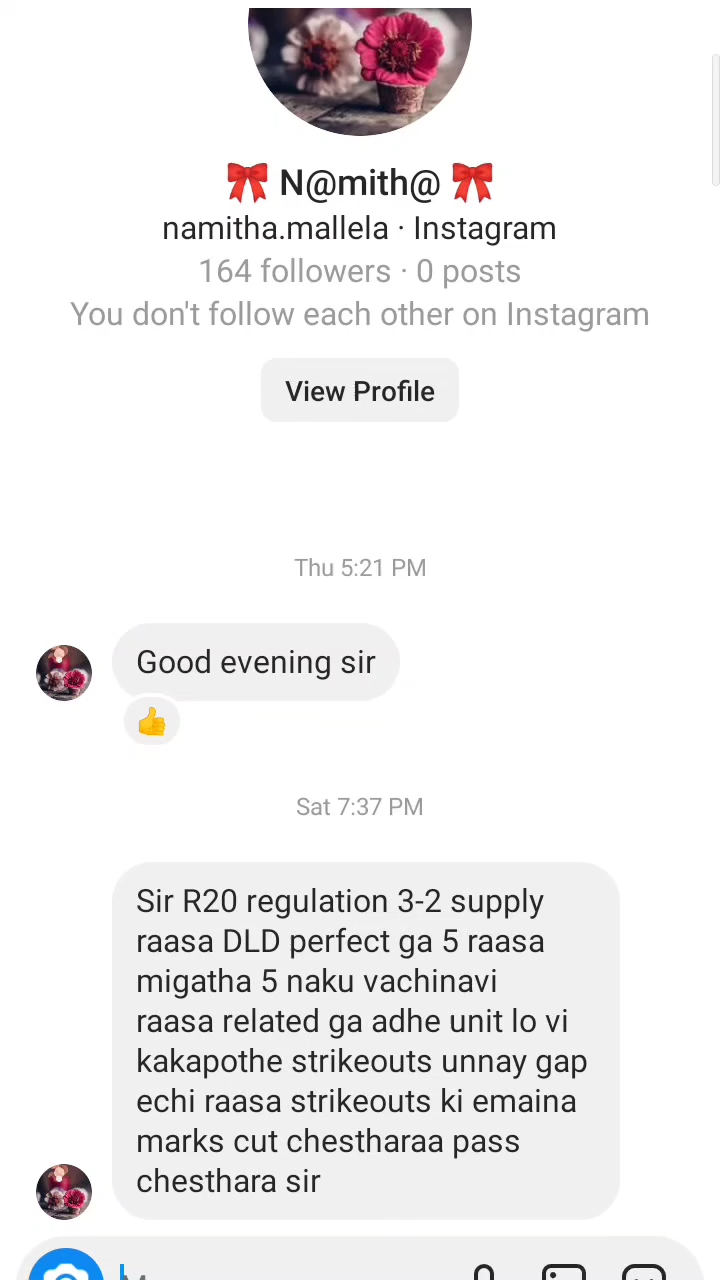 🎀 N@mith@ 🎀
namitha.mallela · Instagram
164 followers · 0 posts
You don't follow each other on Instagram
View Profile
Thu 5:21 PM
Good evening sir
👍
Sat 7:37 PM
Sir R20 regulation 3-2 supply
raasa DLD perfect ga 5 raasa
migatha 5 naku vachinavi
raasa related ga adhe unit lo vi
kakapothe strikeouts unnay gap
echi raasa strikeouts ki emaina
marks cut chestharaa pass
chesthara sir